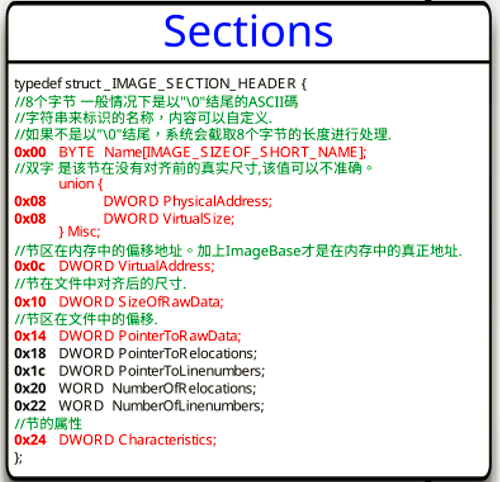 Sections
typedef struct _IMAGE_SECTION_HEADER {
//8个字节 一般情况下是以"\0"结尾的ASCII碼
//字符串来标识的名称，内容可以自定义.
//如果不是以"\0"结尾，系统会截取8个字节的长度进行处理.
0x00 BYTE Name[IMAGE_SIZEOF_SHORT_NAME];
//双字 是该节在没有对齐前的真实尺寸,该值可以不准确。
union {
0x08 DWORD PhysicalAddress;
0x08 DWORD VirtualSize;
} Misc;
//节区在内存中的偏移地址。加上ImageBase才是在内存中的真正地址.
0x0c DWORD VirtualAddress;
//节在文件中对齐后的尺寸.
0x10 DWORD SizeOfRawData;
//节区在文件中的偏移.
0x14 DWORD PointerToRawData;
0x18 DWORD PointerToRelocations;
0x1c DWORD PointerToLinenumbers;
0x20 WORD NumberOfRelocations;
0x22 WORD NumberOfLinenumbers;
//节的属性
0x24 DWORD Characteristics;
};